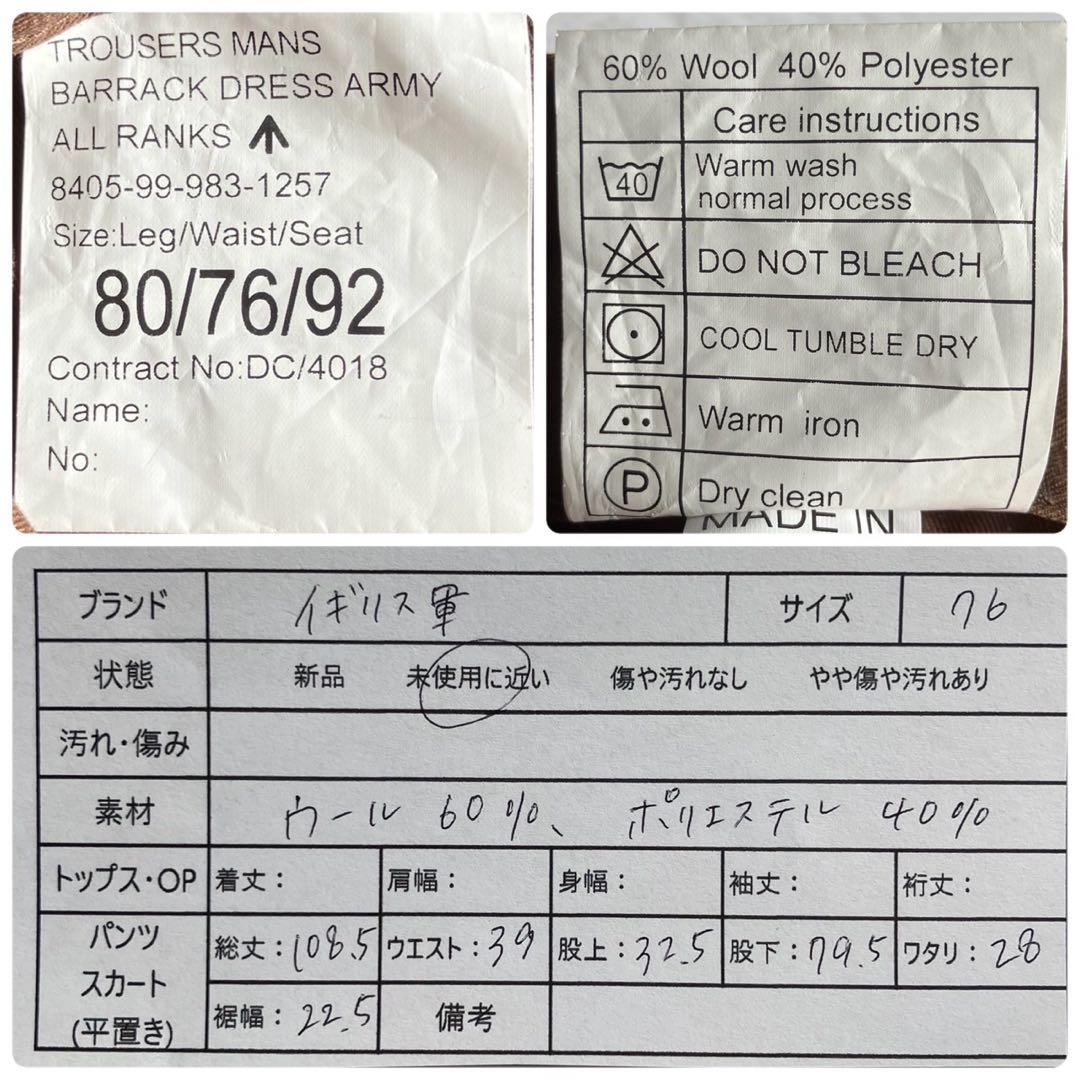 TROUSERS MANS
BARRACK DRESS ARMY
ALL RANKS
8405-99-983-1257
Size:Leg/Waist/Seat
80/76/92
Contract No:DC/4018
Name:
No:
60% Wool 40% Polyester
Care instructions
40 Warm wash
normal process
DO NOT BLEACH
COOL TUMBLE DRY
Warm iron
P Dry clean
MADE IN
ブランド イギリス軍 サイズ 76
状態 新品 未使用に近い 傷や汚れなし やや傷や汚れあり
汚れ・傷み
素材 ウール 60%、 ポリエステル 40%
トップス・OP 着丈: 肩幅: 身幅: 袖丈: 裄丈:
パンツ
スカート
(平置き)
総丈:108.5 ウエスト:39 股上:32.5 股下:79.5 ワタリ:28
裾幅:22.5 備考